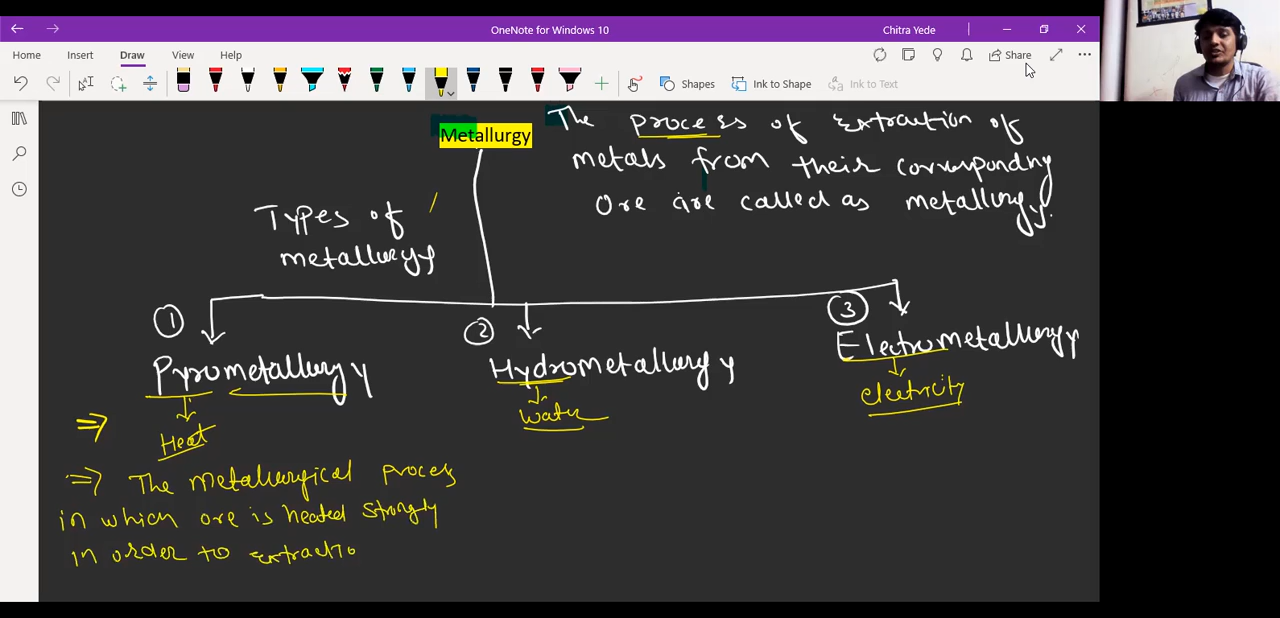 OneNote for Windows 10
Chitra Yede
Home Insert Draw View Help
Share
Shapes
Ink to Shape
Ink to Text
Metallurgy
The process of extraction of
metals from their correspondng
ore are called as metallurgy.
Types of
metallurgy
1
2
3
Pyrometallurgy
Hydrometallurgy
Electrometallurgy
Heat
Water
electricity
⇒
⇒ The metallurgical process
in which ore is heated strongly
in order to extractio